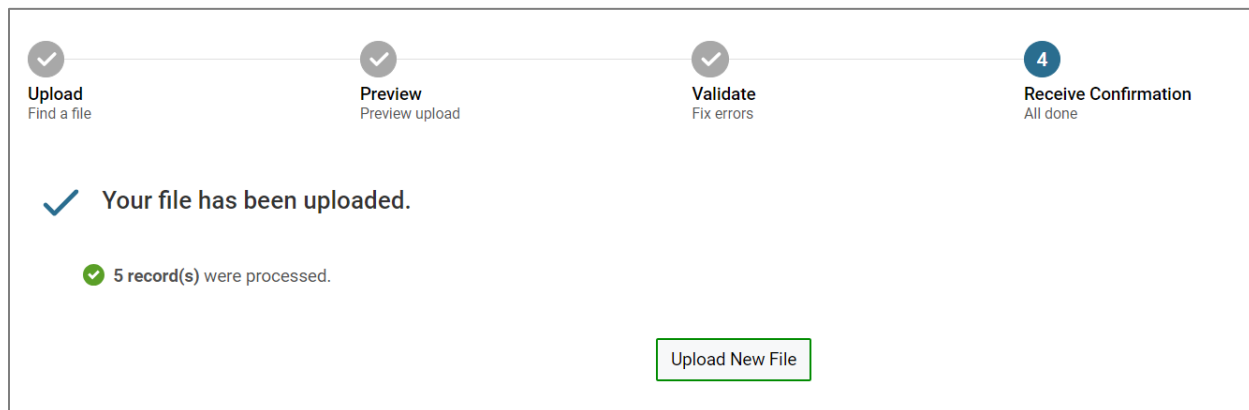 4
Upload Preview Validate Receive Confirmation
Find a file Preview upload Fix errors All done
Your file has been uploaded.
5 record(s) were processed.
Upload New File